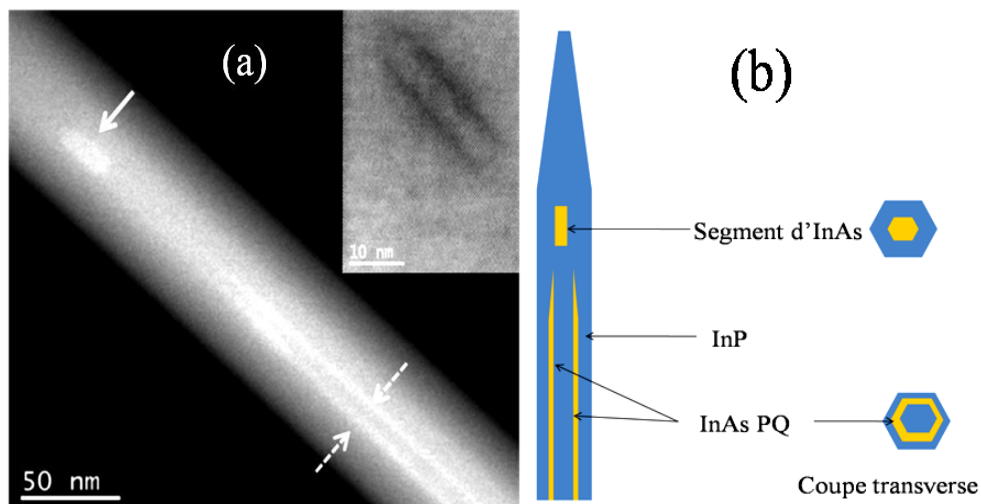 (a)
10 nm
50 nm
(b)
Segment d'InAs
InP
InAs PQ
Coupe transverse